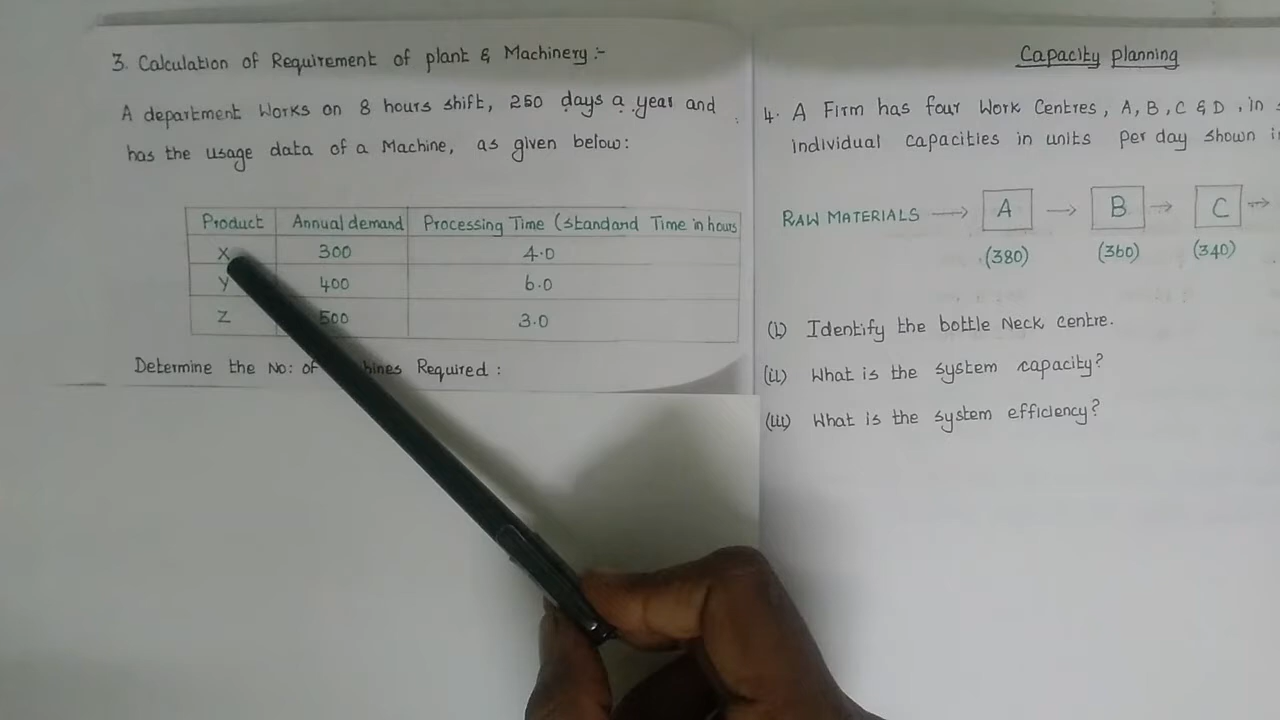 3. Calculation of Requirement of plant & Machinery:-
A department Works on 8 hours shift, 250 days a year and
has the usage data of a Machine, as given below:
Product Annual demand Processing Time (standard Time in hours
X 300 4.0
Y 400 6.0
Z 500 3.0
Determine the No: of Required :
Capacity planning
4. A Firm has four Work Centres, A, B, C & D, in
individual capacities in units per day shown
RAW MATERIALS → A → B → C →
(380) (360) (340)
(i) Identify the bottle Neck centre.
(ii) What is the system capacity?
(iii) What is the system efficiency?